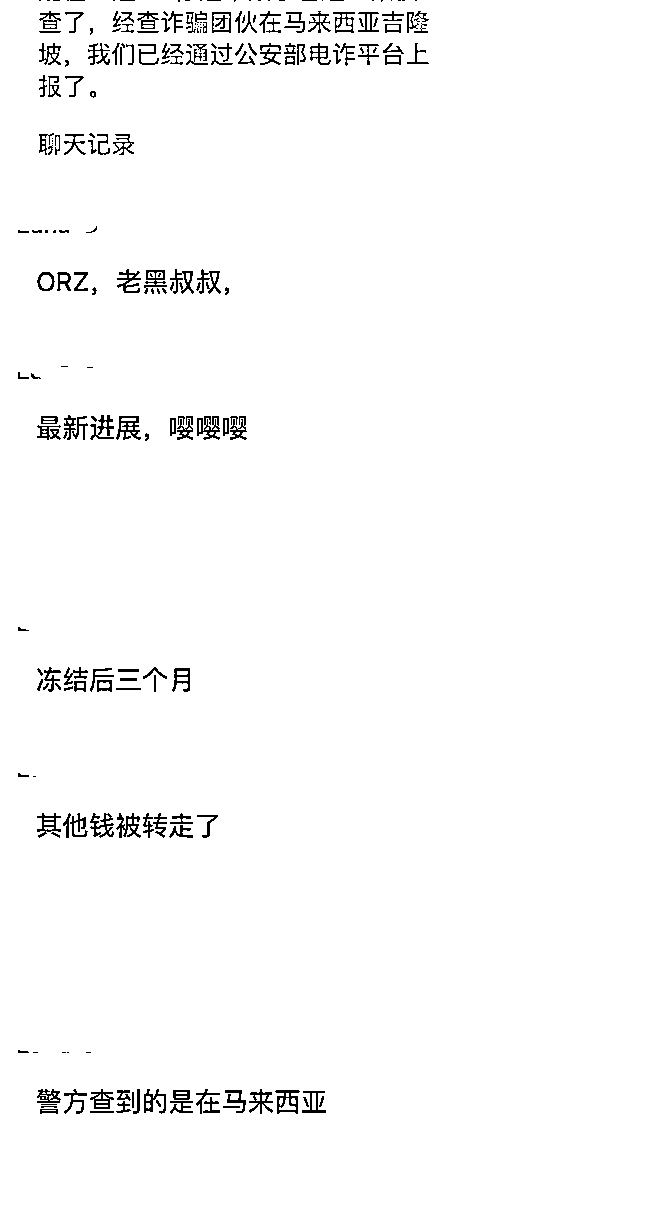 查了，经查诈骗团伙在马来西亚吉隆
坡，我们已经通过公安部电诈平台上
报了。
聊天记录
ORZ，老黑叔叔，
最新进展，嘤嘤嘤
冻结后三个月
其他钱被转走了
警方查到的是在马来西亚